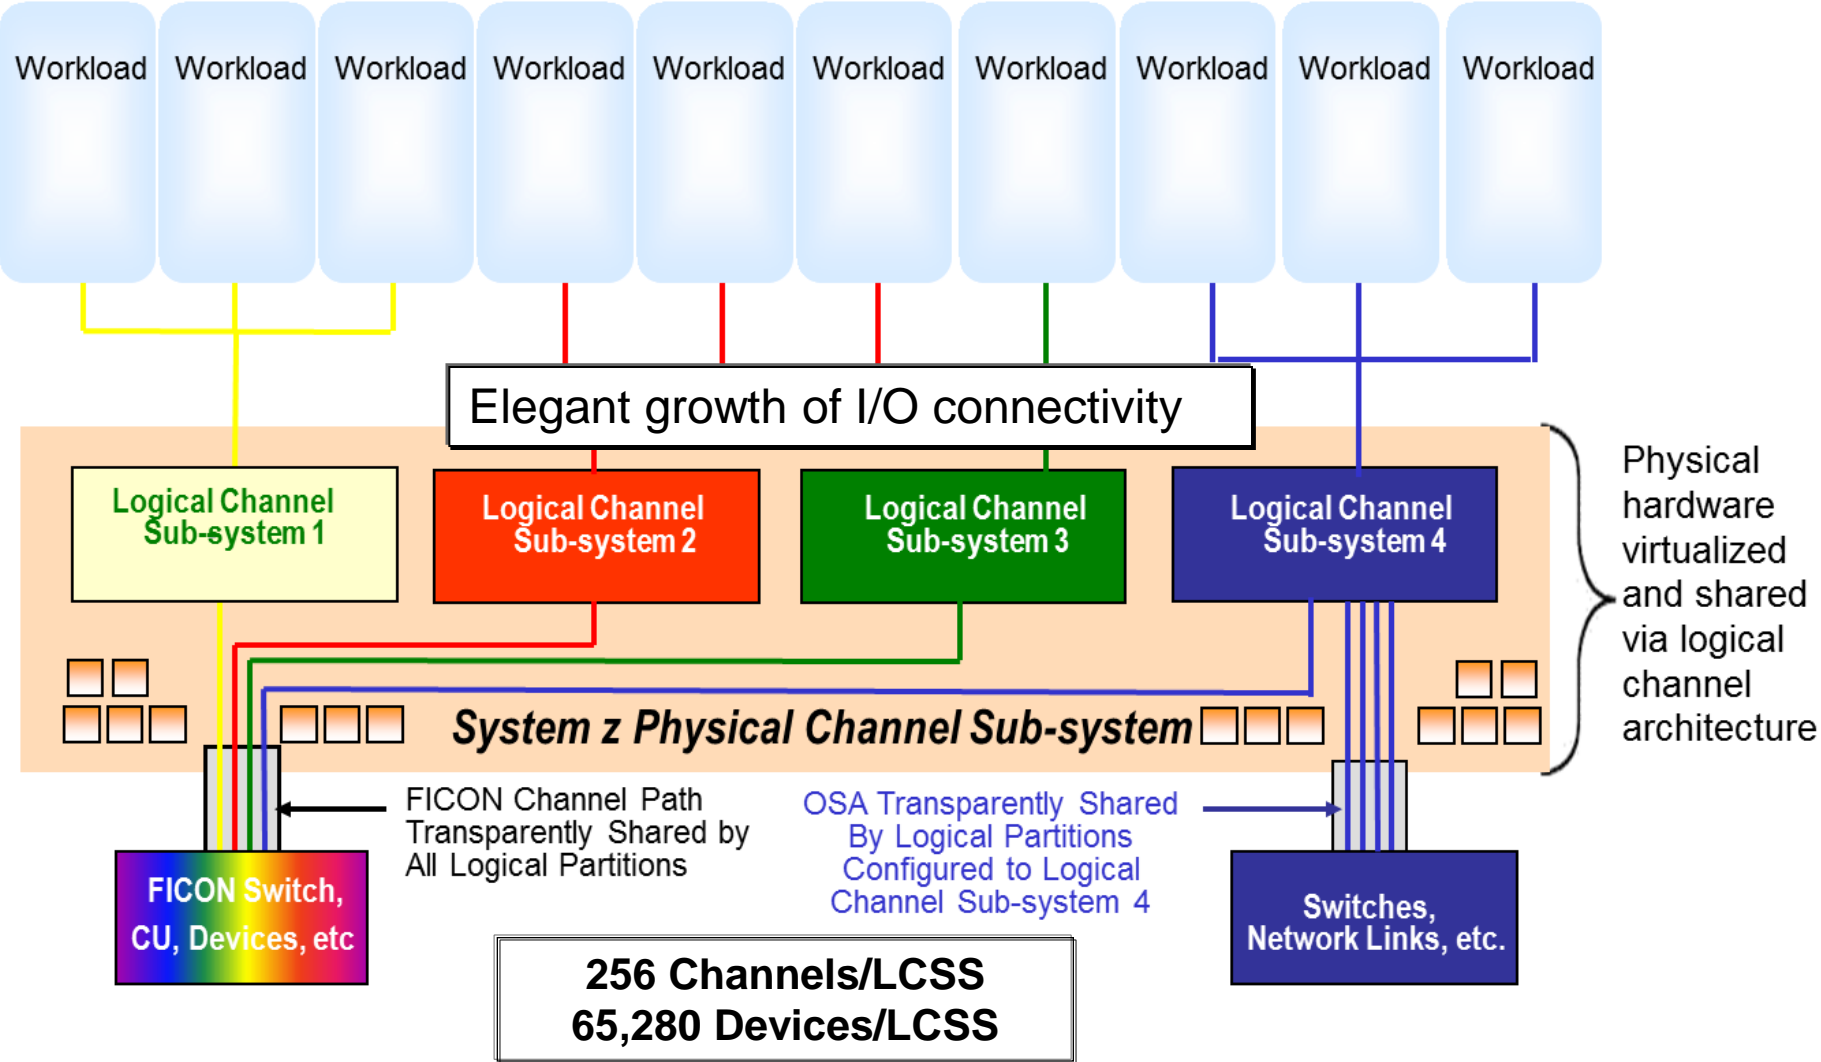 Workload Workload Workload Workload Workload Workload Workload Workload Workload Workload
Elegant growth of I/O connectivity
Logical Channel
Sub-system 1
Logical Channel
Sub-system 2
Logical Channel
Sub-system 3
Logical Channel
Sub-system 4
Physical
hardware
virtualized
and shared
via logical
channel
architecture
System z Physical Channel Sub-system
FICON Channel Path
Transparently Shared by
All Logical Partitions
OSA Transparently Shared
By Logical Partitions
Configured to Logical
Channel Sub-system 4
FICON Switch,
CU, Devices, etc
Switches,
Network Links, etc.
256 Channels/LCSS
65,280 Devices/LCSS